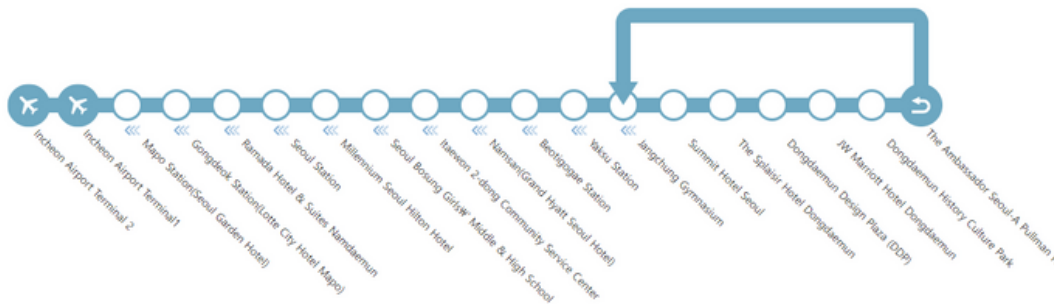 Incheon Airport Terminal 2
Incheon Airport Terminal1
Mapo Station(Seoul Garden Hotel)
Gongdeok Station(Lotte City Hotel Mapo)
Ramada Hotel & Suites Namdaemun
Seoul Station
Millennium Seoul Hilton Hotel
Seoul Bosung Girls#' Middle & High School
Itaewon 2-dong Community Service Center
Namsan(Grand Hyatt Seoul Hotel)
Beotigogae Station
Yaksu Station
Jangchung Gymnasium
Summit Hotel Seoul
The Splaisir Hotel Dongdaemun
Dongdaemun Design Plaza (DDP)
JW Marriott Hotel Dongdaemun
Dongdaemun History Culture Park
The Ambassador Seoul-A Pullman